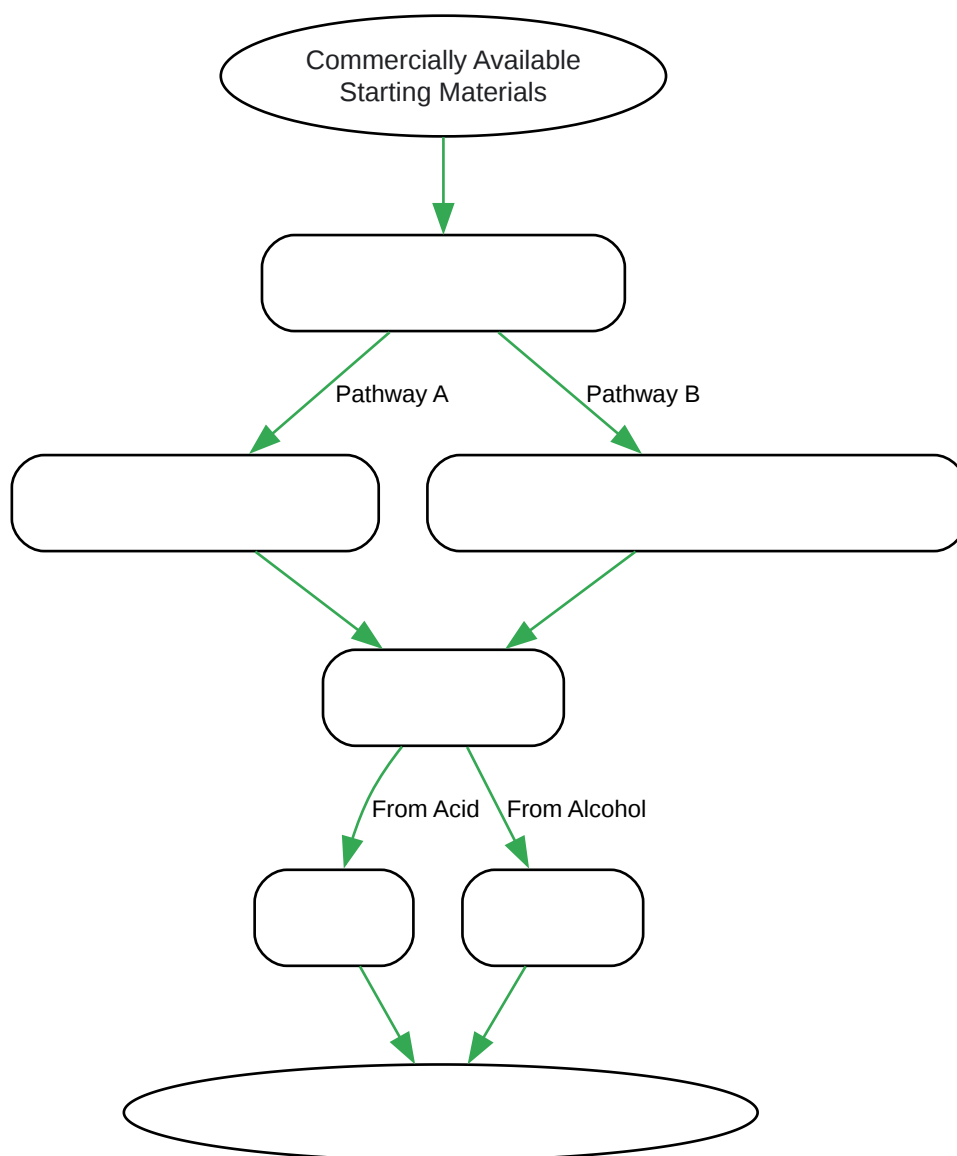 Commercially Available
Starting Materials
Pathway A
Pathway B
From Acid
From Alcohol